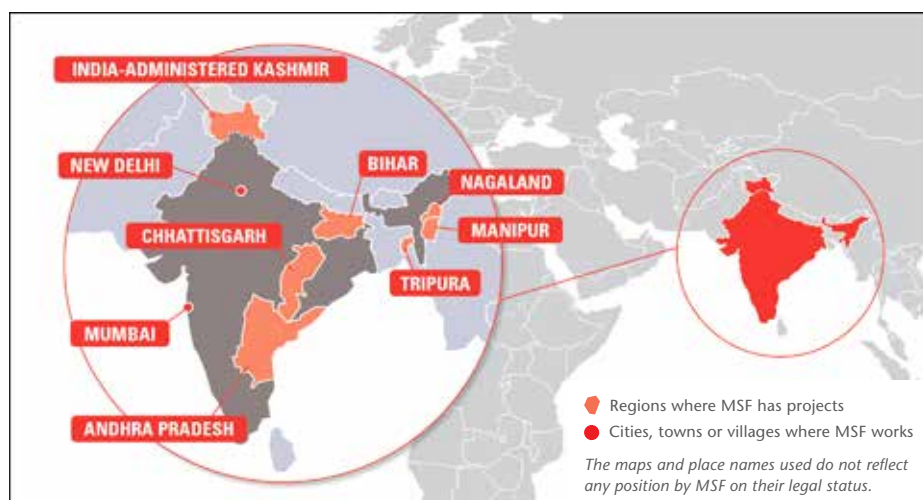 INDIA-ADMINISTERED KASHMIR
NEW DELHI
BIHAR
NAGALAND
CHHATTISGARH
MANIPUR
TRIPURA
MUMBAI
ANDHRA PRADESH
Regions where MSF has projects
Cities, towns or villages where MSF works
The maps and place names used do not reflect
any position by MSF on their legal status.